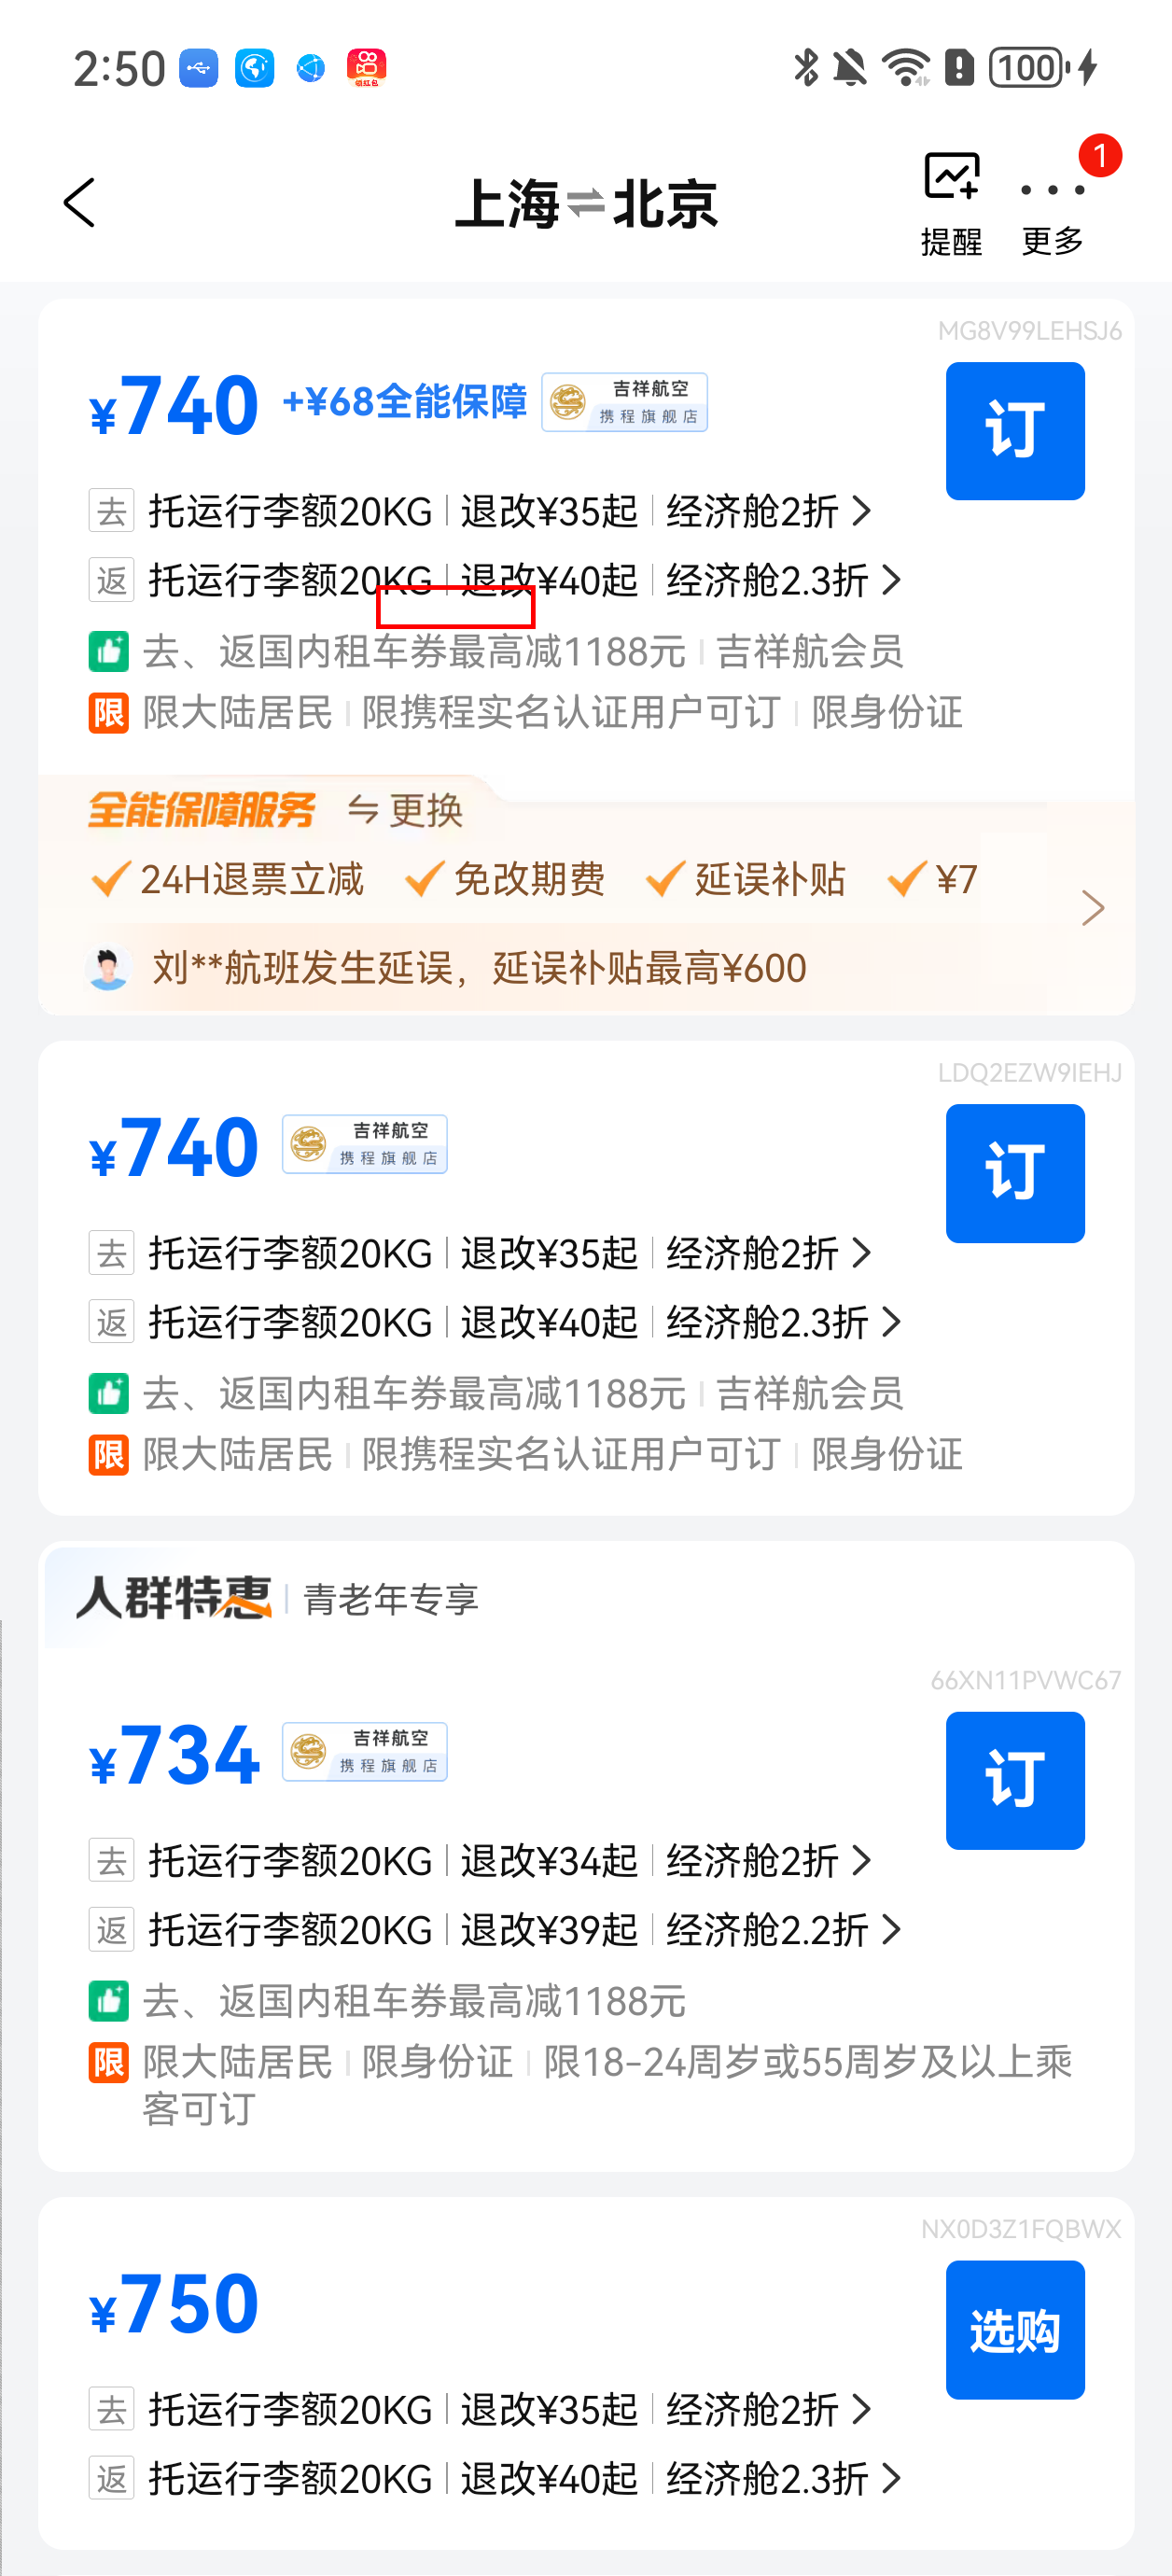 2:50
100
上海⇌北京
1
提醒 更多
MG8V99LEHSJ6
¥740 +¥68全能保障 吉祥航空 携程旗舰店
订
去 托运行李额20KG 退改¥35起 经济舱2折
返 托运行李额20KG 退改¥40起 经济舱2.3折
去、返国内租车券最高减1188元 吉祥航会员
限 限大陆居民 限携程实名认证用户可订 限身份证
全能保障服务 更换
24H退票立减 免改期费 延误补贴 ¥7
刘**航班发生延误，延误补贴最高¥600
LDQ2EZW9IEHJ
¥740 吉祥航空 携程旗舰店
订
去 托运行李额20KG 退改¥35起 经济舱2折
返 托运行李额20KG 退改¥40起 经济舱2.3折
去、返国内租车券最高减1188元 吉祥航会员
限 限大陆居民 限携程实名认证用户可订 限身份证
人群特惠 青老年专享
66XN11PVWC67
¥734 吉祥航空 携程旗舰店
订
去 托运行李额20KG 退改¥34起 经济舱2折
返 托运行李额20KG 退改¥39起 经济舱2.2折
去、返国内租车券最高减1188元
限 限大陆居民 限身份证 限18-24周岁或55周岁及以上乘
客可订
NX0D3Z1FQBWX
¥750
选购
去 托运行李额20KG 退改¥35起 经济舱2折
返 托运行李额20KG 退改¥40起 经济舱2.3折